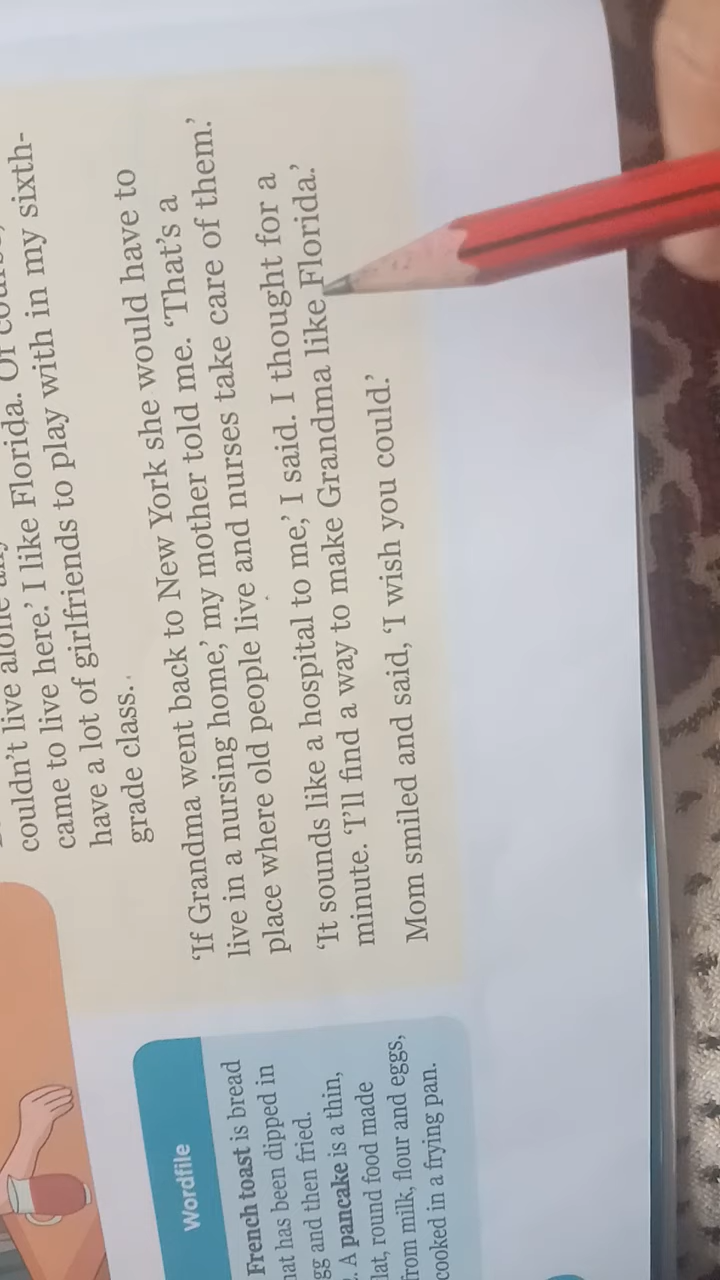 couldn't live alone
came to live here.' I like Florida. Of
have a lot of girlfriends to play with in my sixth-
grade class.
'If Grandma went back to New York she would have to
live in a nursing home,' my mother told me. 'That's a
place where old people live and nurses take care of them.'
'It sounds like a hospital to me,' I said. I thought for a
minute. 'I'll find a way to make Grandma like Florida.'
Mom smiled and said, 'I wish you could.'
Wordfile
French toast is bread
hat has been dipped in
gg and then fried.
. A pancake is a thin,
lat, round food made
from milk, flour and eggs,
cooked in a frying pan.